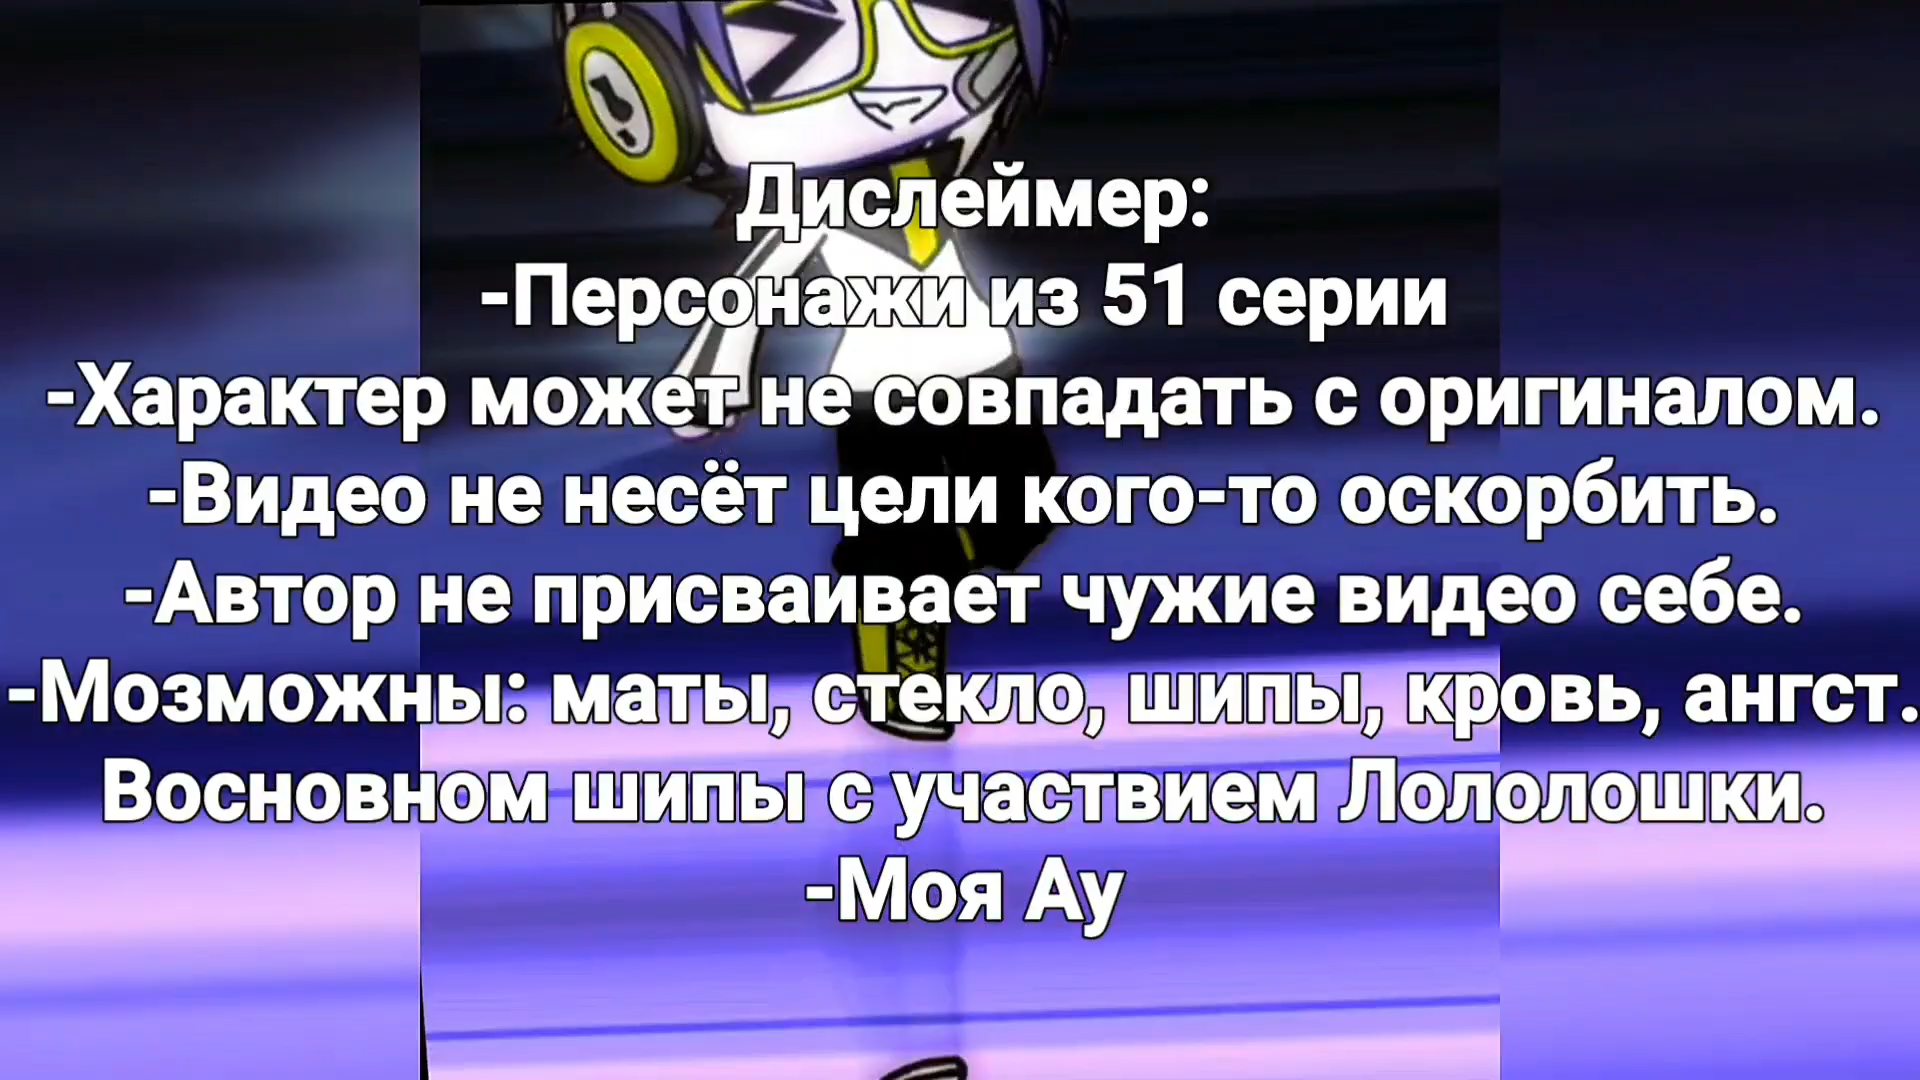 Дислеймер:
-Персонажи из 51 серии
-Характер может не совпадать с оригиналом.
-Видео не несёт цели кого-то оскорбить.
-Автор не присваивает чужие видео себе.
-Мозможны: маты, стекло, шипы, кровь, ангст.
Восновном шипы с участвием Лололошки.
-Моя Ау